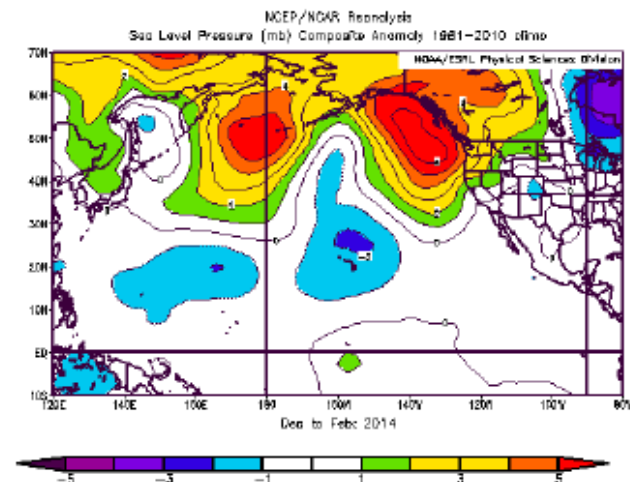 NCEP/NCAR Reanalysis
Sea Level Pressure (mb) Composite Anomaly 1981-2010 climo
NOAA/ESRL Physical Sciences Division
70N
60N
50N
40N
30N
20N
10N
EQ
10S
120E 140E 160E 180 160W 140W 120W 100W 80W
Dec to Feb: 2014
-5 -3 -1 1 3 5